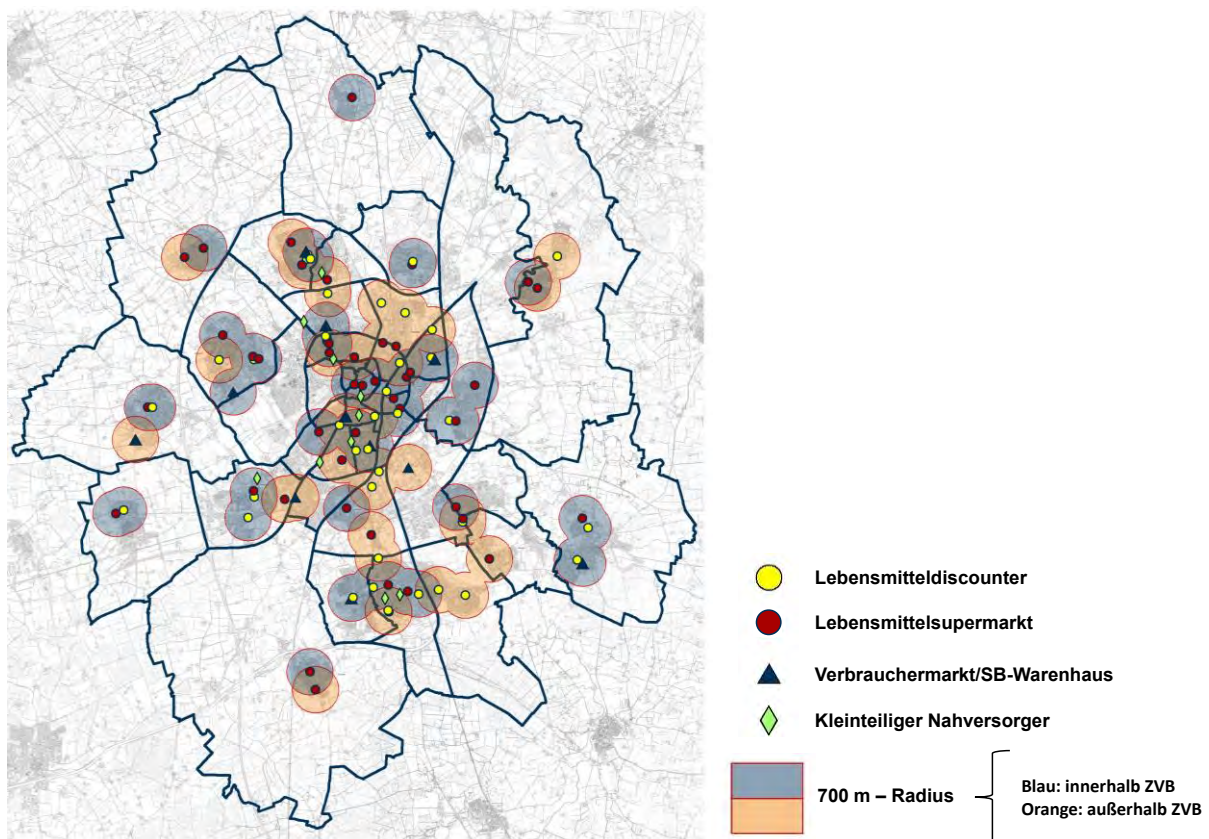 Lebensmitteldiscounter
Lebensmittelsupermarkt
Verbrauchermarkt/SB-Warenhaus
Kleinteiliger Nahversorger
700 m – Radius
Blau: innerhalb ZVB
Orange: außerhalb ZVB